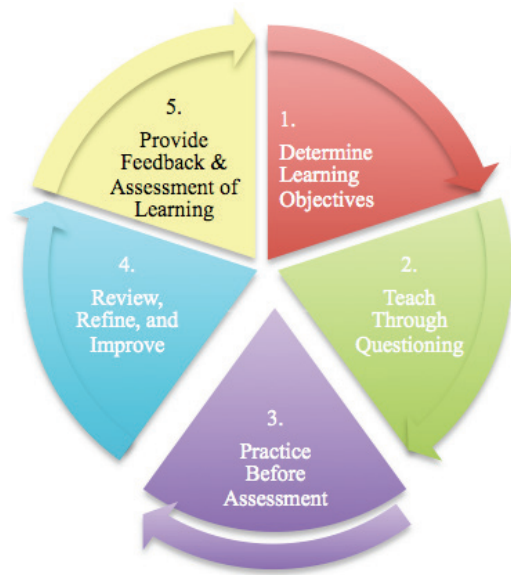 1.
Determine
Learning
Objectives
2.
Teach
Through
Questioning
3.
Practice
Before
Assessment
4.
Review,
Refine, and
Improve
5.
Provide
Feedback &
Assessment of
Learning